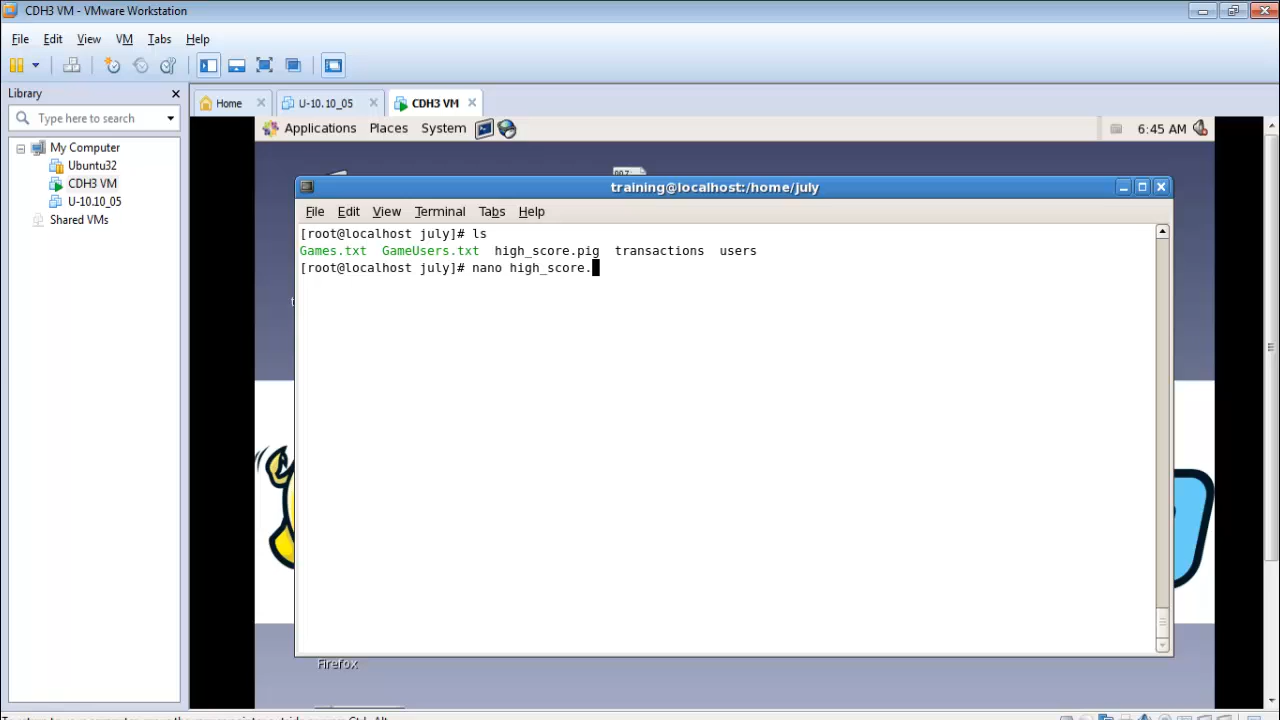 CDH3 VM - VMware Workstation
File Edit View VM Tabs Help
Library
Home U-10.10_05 CDH3 VM
Type here to search
Applications Places System 6:45 AM
My Computer
Ubuntu32
CDH3 VM
U-10.10_05
Shared VMs
training@localhost:/home/july
File Edit View Terminal Tabs Help
[root@localhost july]# ls
Games.txt GameUsers.txt high_score.pig transactions users
[root@localhost july]# nano high_score.
Firefox